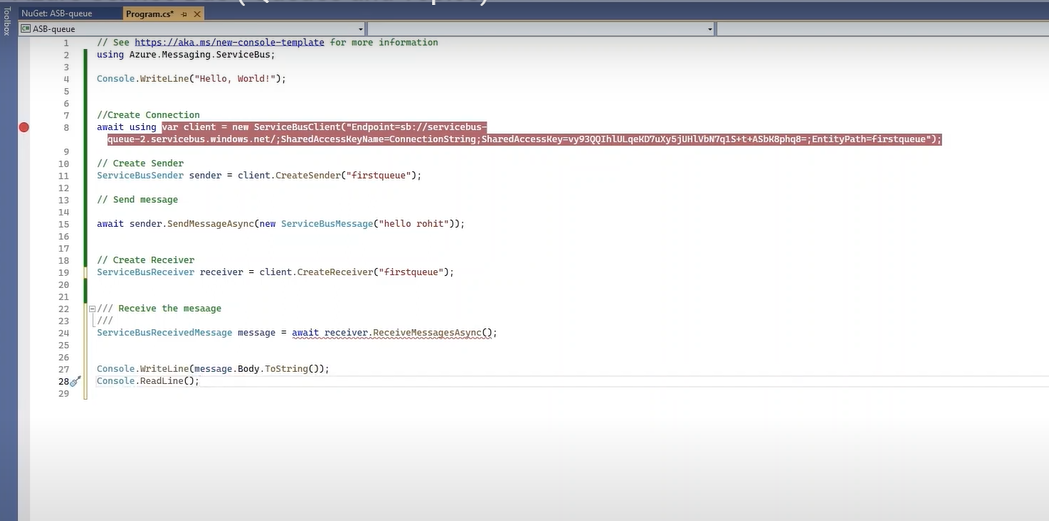 Toolbox
NuGet: ASB-queue
Program.cs*
ASB-queue
1 // See https://aka.ms/new-console-template for more information
2 using Azure.Messaging.ServiceBus;
3
4 Console.WriteLine("Hello, World!");
5
6
7 //Create Connection
8 await using var client = new ServiceBusClient("Endpoint=sb://servicebus-
queue-2.servicebus.windows.net/;SharedAccessKeyName=ConnectionString;SharedAccessKey=vy93QQIhlULqeKD7uXy5jUHlVbN7q1S+t+ASbK8phq8=;EntityPath=firstqueue");
9
10 // Create Sender
11 ServiceBusSender sender = client.CreateSender("firstqueue");
12
13 // Send message
14
15 await sender.SendMessageAsync(new ServiceBusMessage("hello rohit"));
16
17
18 // Create Receiver
19 ServiceBusReceiver receiver = client.CreateReceiver("firstqueue");
20
21
22 /// Receive the mesaage
23 ///
24 ServiceBusReceivedMessage message = await receiver.ReceiveMessagesAsync();
25
26
27 Console.WriteLine(message.Body.ToString());
28 Console.ReadLine();
29